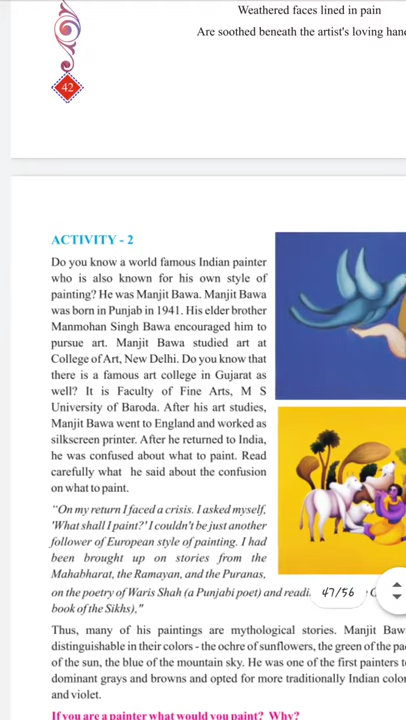 Weathered faces lined in pain
Are soothed beneath the artist's loving
42
ACTIVITY - 2
Do you know a world famous Indian painter
who is also known for his own style of
painting? He was Manjit Bawa. Manjit Bawa
was born in Punjab in 1941. His elder brother
Manmohan Singh Bawa encouraged him to
pursue art. Manjit Bawa studied art at
College of Art, New Delhi. Do you know that
there is a famous art college in Gujarat as
well? It is Faculty of Fine Arts, M S
University of Baroda. After his art studies,
Manjit Bawa went to England and worked as
silkscreen printer. After he returned to India,
he was confused about what to paint. Read
carefully what he said about the confusion
on what to paint.
"On my return I faced a crisis. I asked myself,
'What shall I paint?' I couldn't be just another
follower of European style of painting. I had
been brought up on stories from the
Mahabharat, the Ramayan, and the Puranas,
on the poetry of Waris Shah (a Punjabi poet) and
47/56
book of the Sikhs),"
Thus, many of his paintings are mythological stories. Manjit
distinguishable in their colors - the ochre of sunflowers, the green of the
of the sun, the blue of the mountain sky. He was one of the first painters
dominant grays and browns and opted for more traditionally Indian
and violet.
If you are a painter what would you paint? Why?